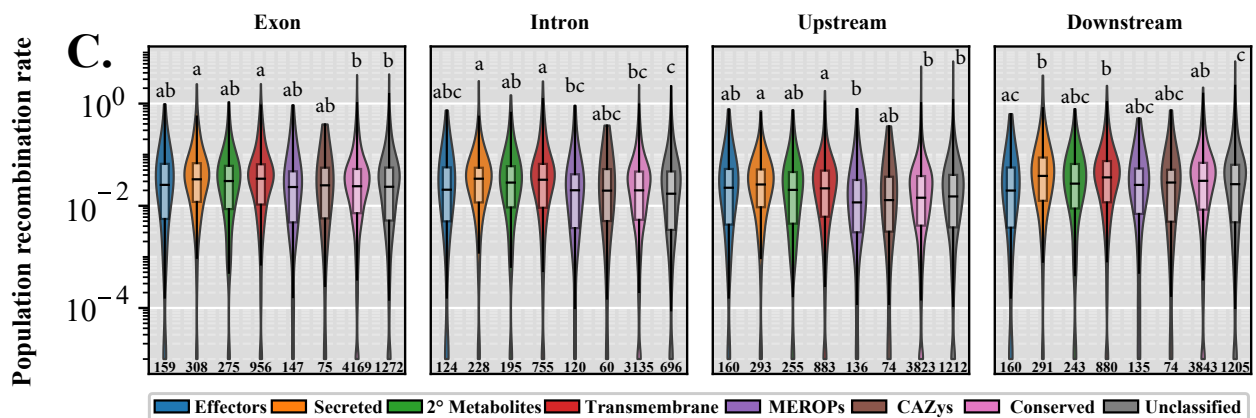 Exon Intron Upstream Downstream
C.
Population recombination rate
10⁰
10⁻²
10⁻⁴
ab a ab a ab ab b b
abc a ab a bc abc bc c
ab a ab a b ab b b
ac b abc b abc abc ab c
159 308 275 956 147 75 4169 1272
124 228 195 755 120 60 3135 696
160 293 255 883 136 74 3823 1212
160 291 243 880 135 74 3843 1205
Effectors Secreted 2° Metabolites Transmembrane MEROPs CAZys Conserved Unclassified